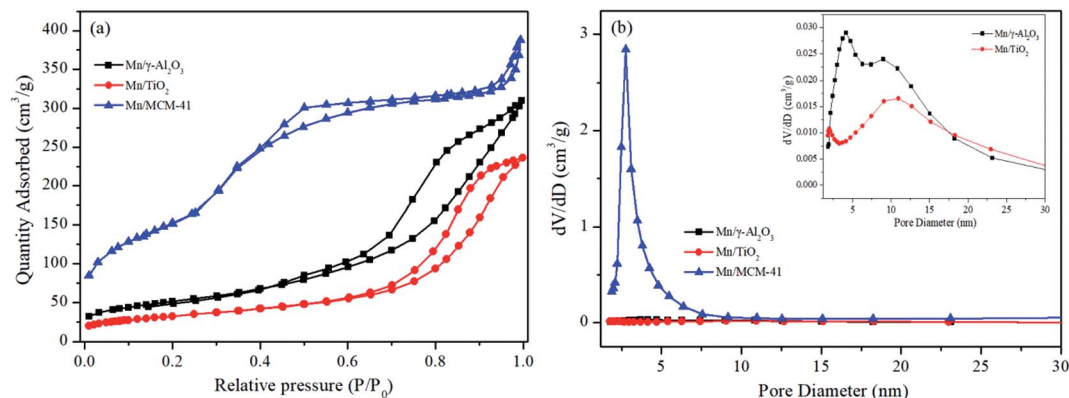 (a)
Mn/γ-Al₂O₃
Mn/TiO₂
Mn/MCM-41
Quantity Adsorbed (cm³/g)
400
350
300
250
200
150
100
50
0
0.0 0.2 0.4 0.6 0.8 1.0
Relative pressure (P/P₀)
(b)
dV/dD (cm³/g)
3
2
1
0
Mn/γ-Al₂O₃
Mn/TiO₂
Mn/MCM-41
5 10 15 20 25 30
Pore Diameter (nm)
dV/dD (cm³/g)
0.030
0.025
0.020
0.015
0.010
0.005
0.000
Mn/γ-Al₂O₃
Mn/TiO₂
5 10 15 20 25 30
Pore Diameter (nm)